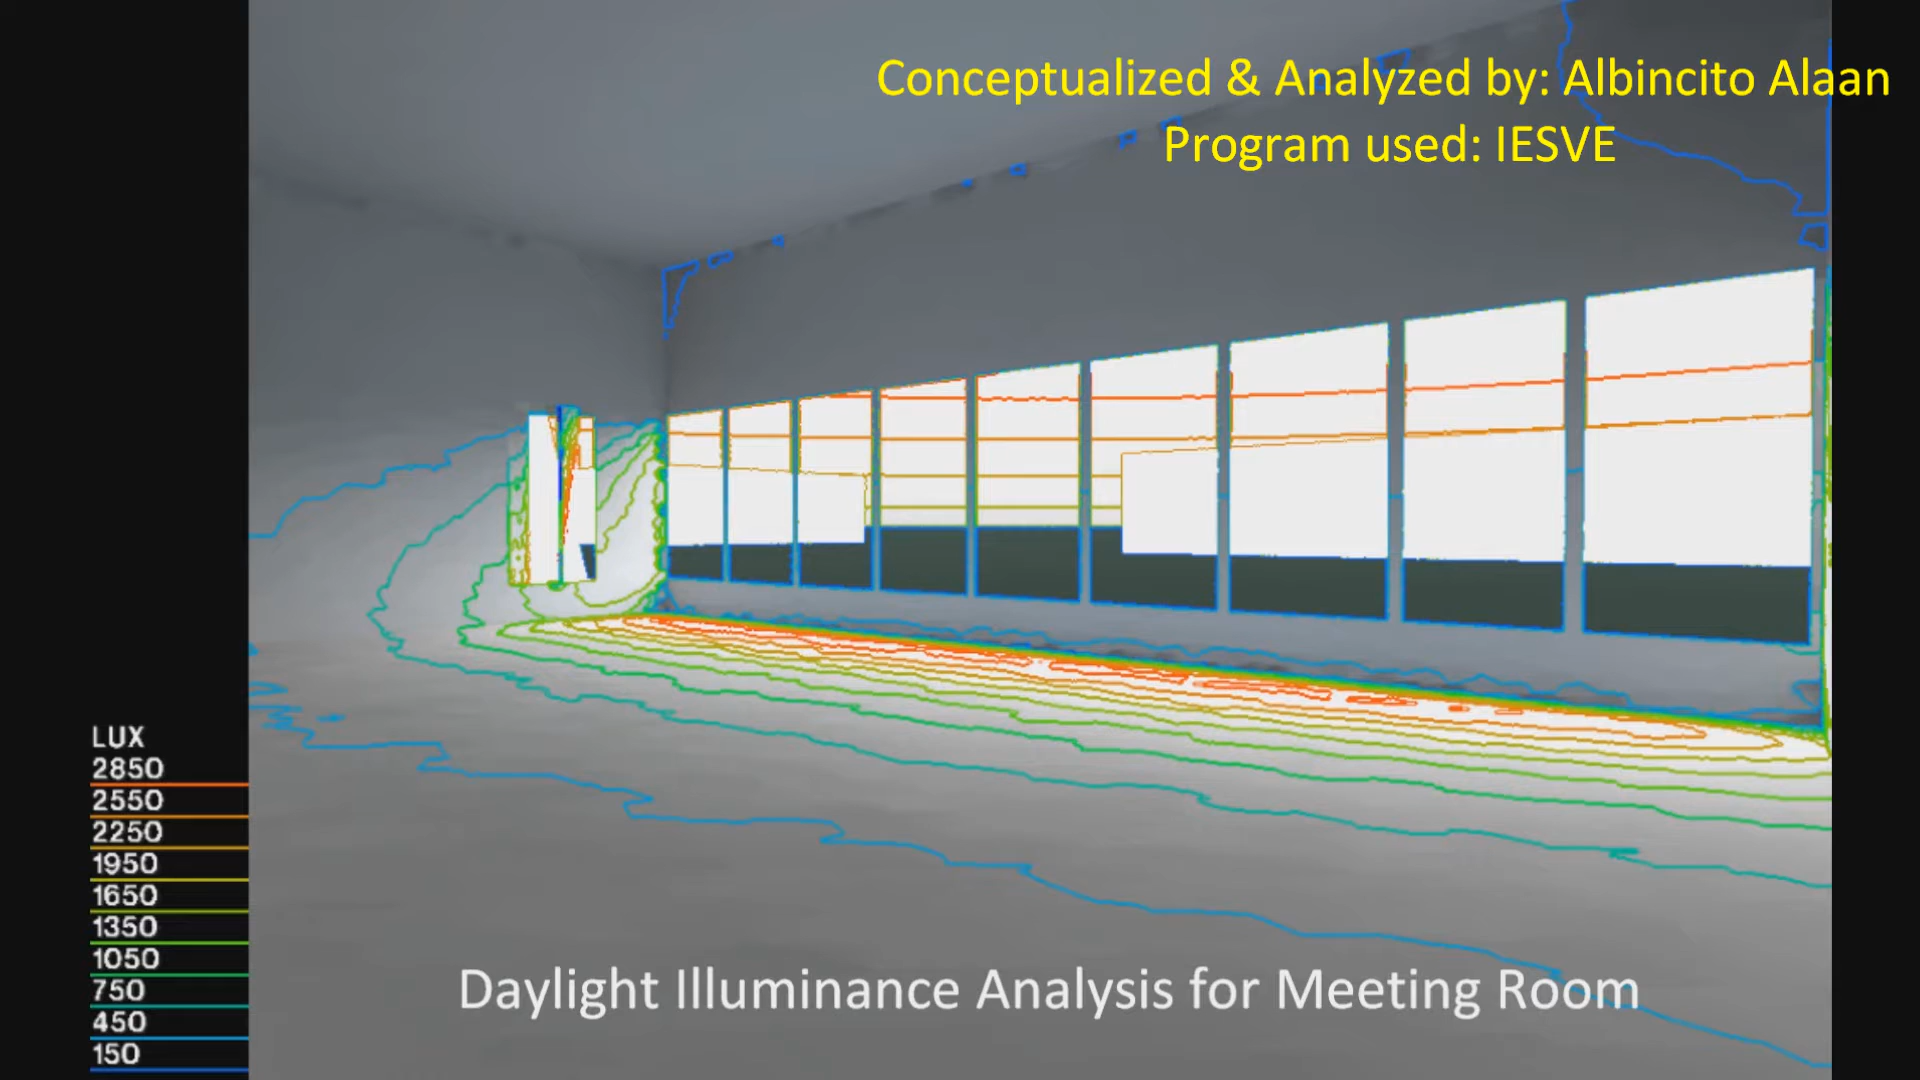 Conceptualized & Analyzed by: Albincito Alaan
Program used: IESVE
LUX
2850
2550
2250
1950
1650
1350
1050
750
450
150
Daylight Illuminance Analysis for Meeting Room